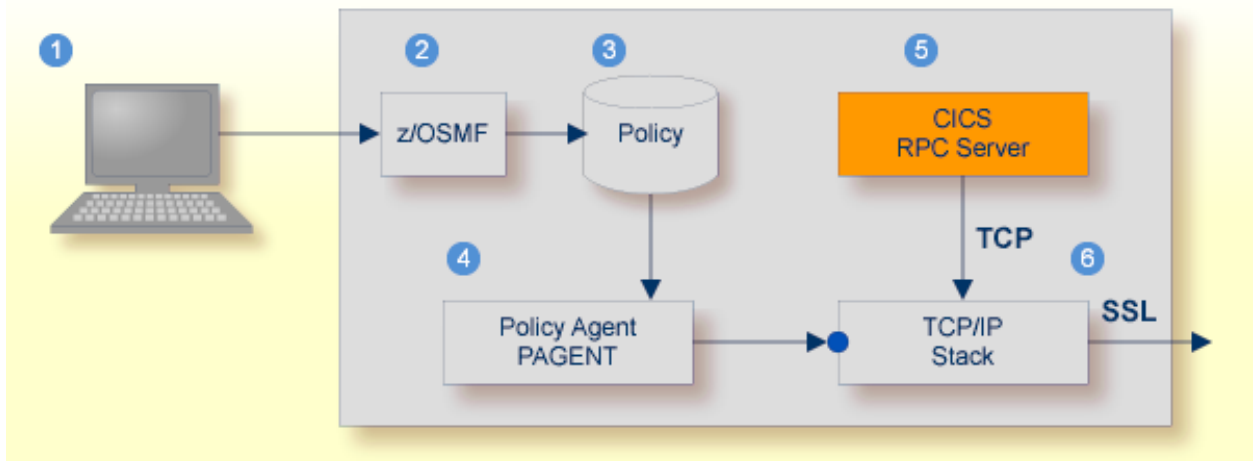 1
2
3
5
z/OSMF
Policy
CICS
RPC Server
TCP
4
6
Policy Agent
PAGENT
TCP/IP
Stack
SSL